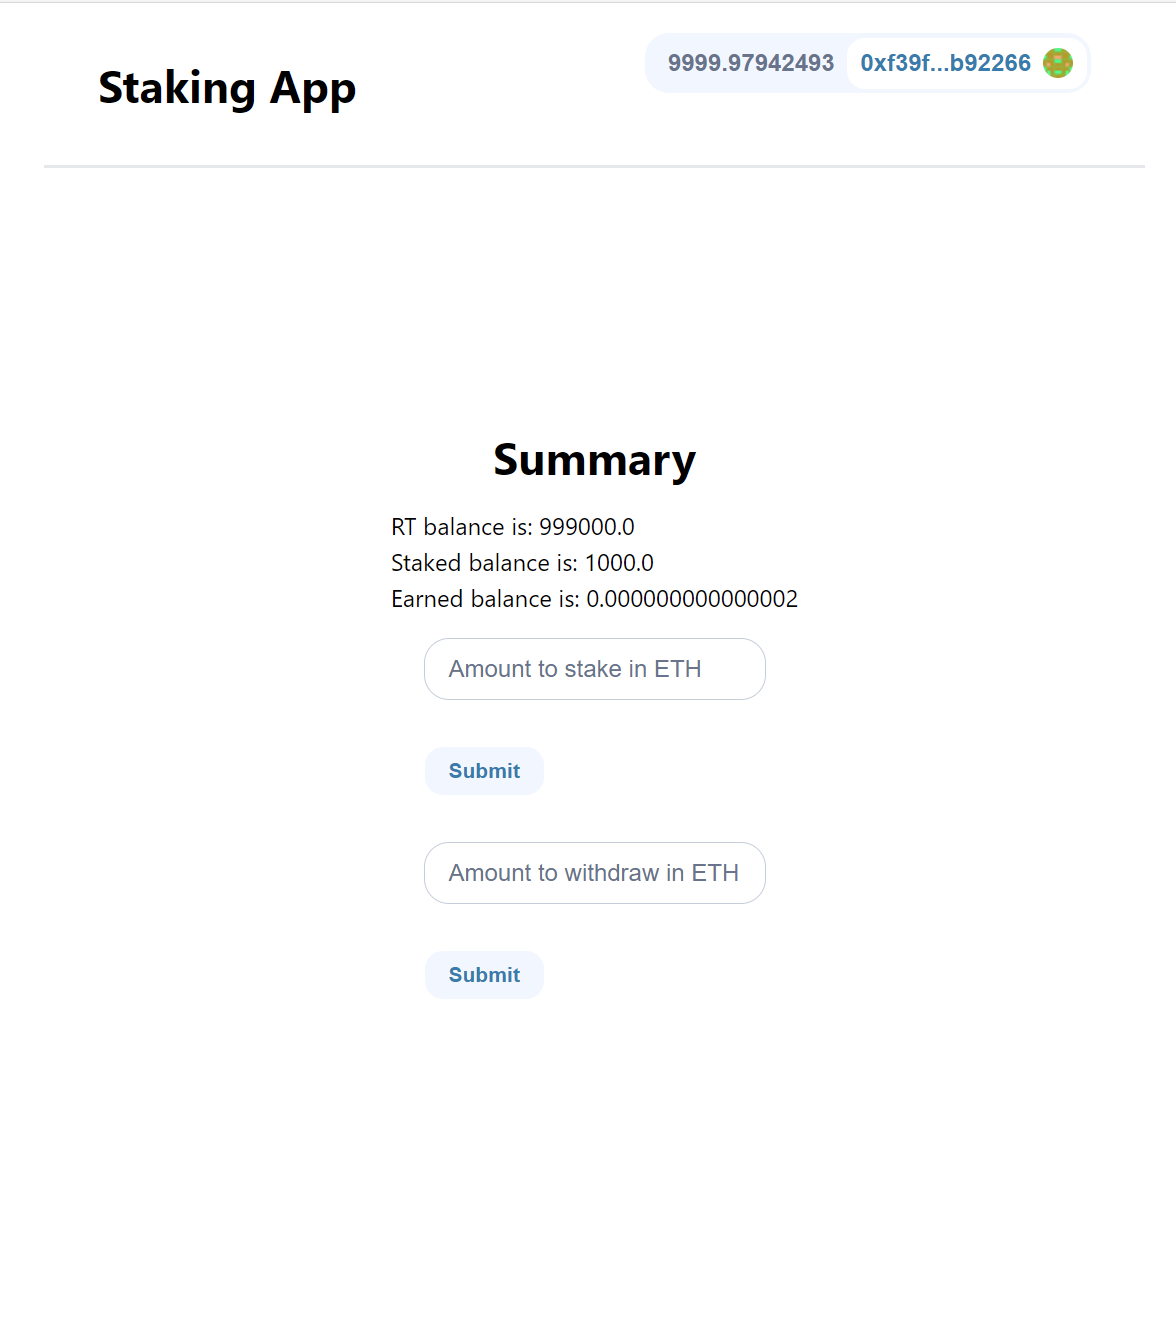 Staking App
9999.97942493
0xf39f...b92266
Summary
RT balance is: 999000.0
Staked balance is: 1000.0
Earned balance is: 0.000000000000002
Amount to stake in ETH
Submit
Amount to withdraw in ETH
Submit